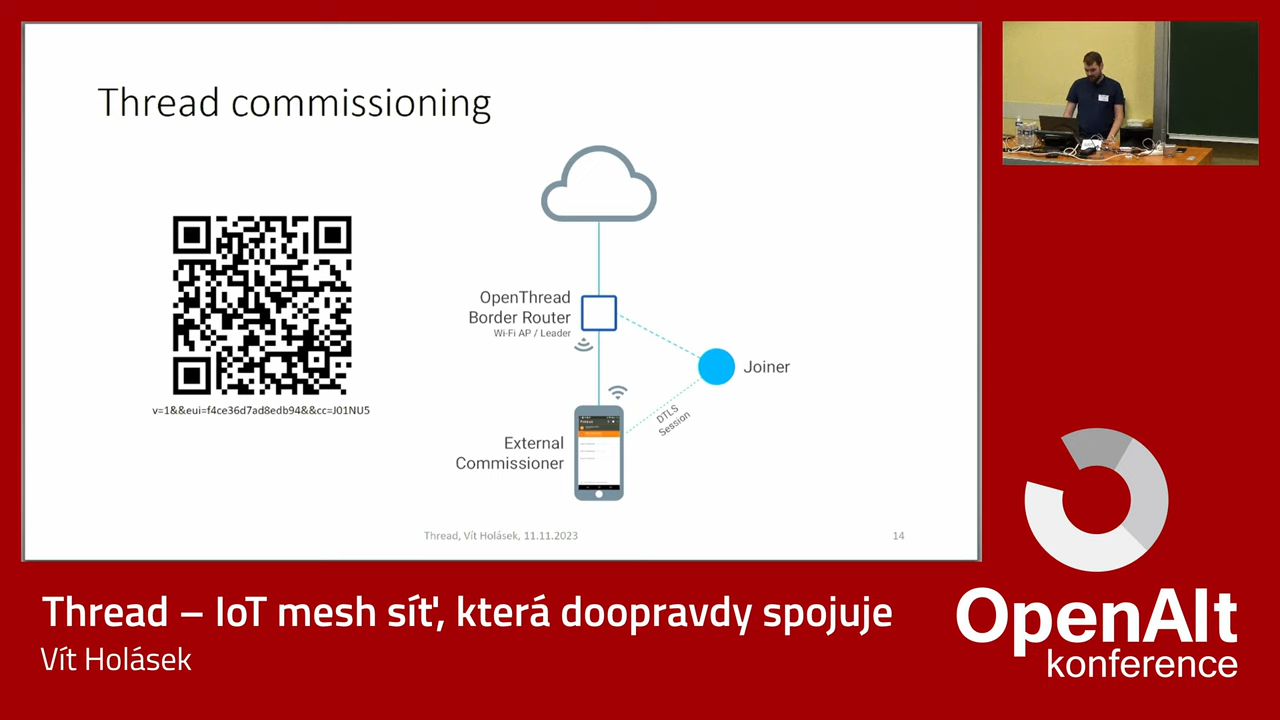 Thread commissioning
OpenThread
Border Router
Wi-Fi AP / Leader
Joiner
DTLS
Session
v=1&&eui=f4ce36d7ad8edb94&&cc=J01NU5
External
Commissioner
Thread, Vít Holásek, 11.11.2023
14
Thread – IoT mesh síť, která doopravdy spojuje
Vít Holásek
OpenAlt
konference